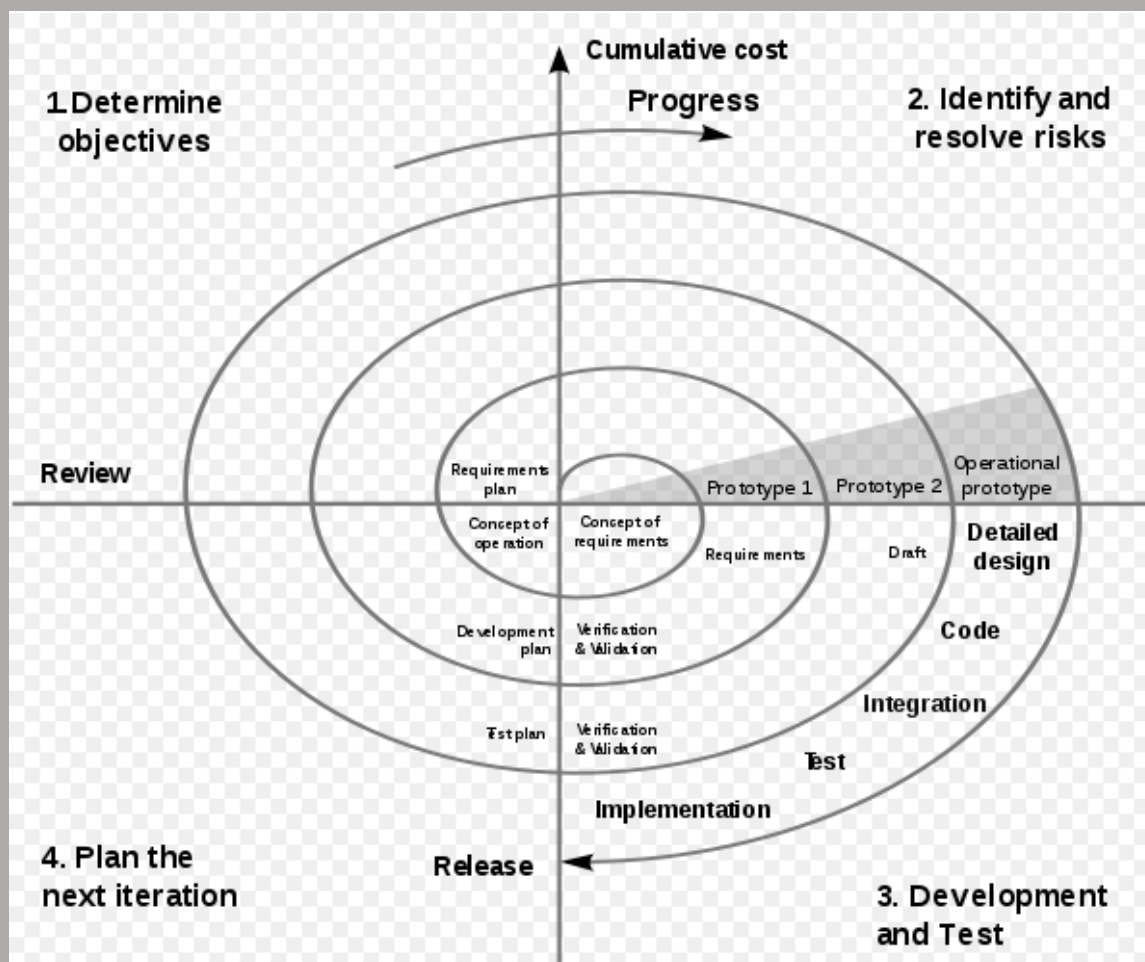 Cumulative cost
Progress
1.Determine
objectives
2. Identify and
resolve risks
Review
Requirements
plan
Prototype 1
Prototype 2
Operational
prototype
Concept of
operation
Concept of
requirements
Requirements
Draft
Detailed
design
Development
plan
Verification
& Validation
Code
Integration
Test plan
Verification
& Validation
Test
Implementation
4. Plan the
next iteration
Release
3. Development
and Test